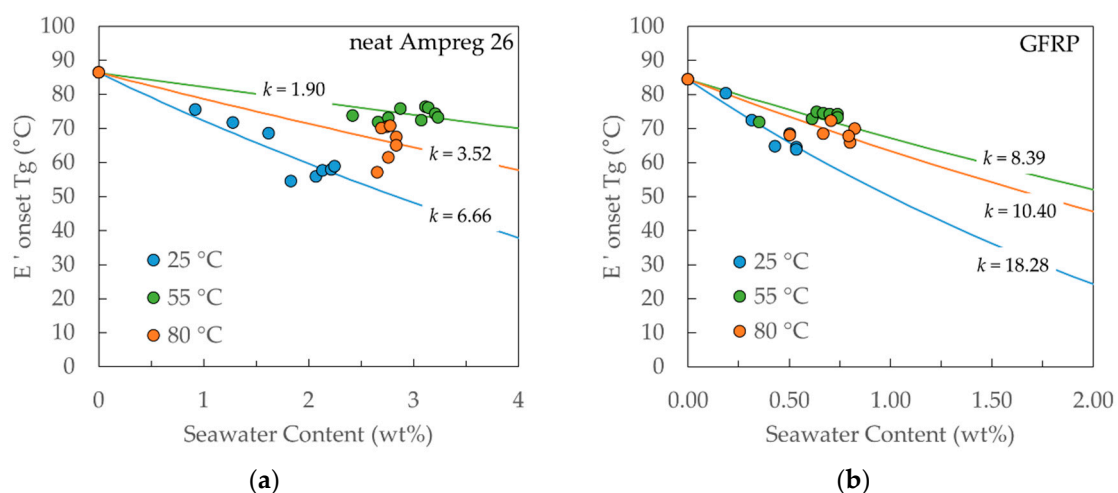 neat Ampreg 26
E ' onset Tg (°C)
100
90
80
70
60
50
40
30
20
10
0
k = 1.90
k = 3.52
k = 6.66
25 °C
55 °C
80 °C
0
1
2
3
4
Seawater Content (wt%)
(a)
GFRP
E ' onset Tg (°C)
100
90
80
70
60
50
40
30
20
10
0
k = 8.39
k = 10.40
k = 18.28
25 °C
55 °C
80 °C
0.00
0.50
1.00
1.50
2.00
Seawater Content (wt%)
(b)